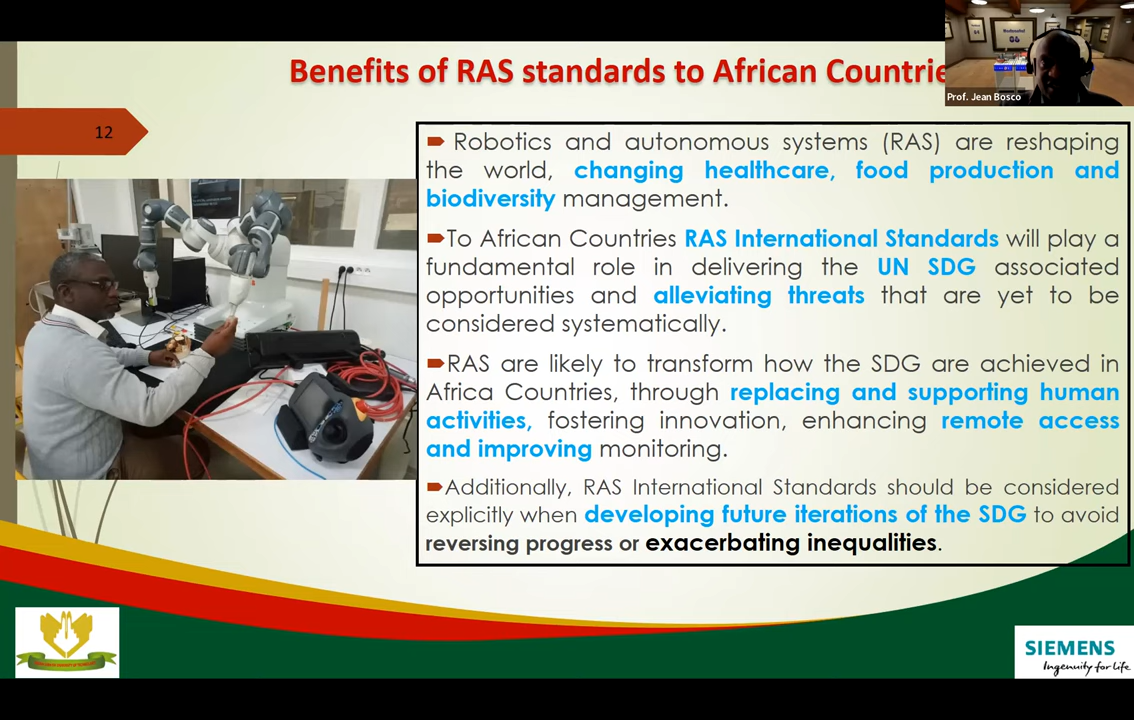 Benefits of RAS standards to African Countrie
Prof. Jean Bosco
12
Robotics and autonomous systems (RAS) are reshaping
the world, changing healthcare, food production and
biodiversity management.
To African Countries RAS International Standards will play a
fundamental role in delivering the UN SDG associated
opportunities and alleviating threats that are yet to be
considered systematically.
RAS are likely to transform how the SDG are achieved in
Africa Countries, through replacing and supporting human
activities, fostering innovation, enhancing remote access
and improving monitoring.
Additionally, RAS International Standards should be considered
explicitly when developing future iterations of the SDG to avoid
reversing progress or exacerbating inequalities.
SIEMENS
Ingenuity for life